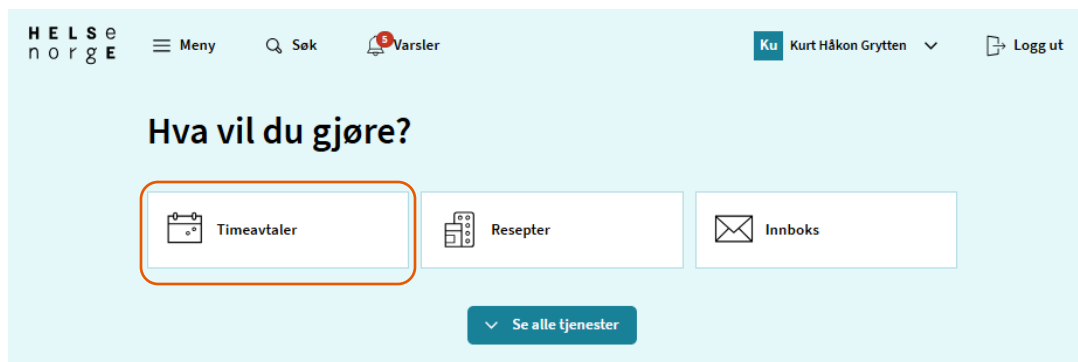 HELSe
norgE
Meny
Søk
5
Varsler
Ku
Kurt Håkon Grytten
Logg ut
Hva vil du gjøre?
Timeavtaler
Resepter
Innboks
Se alle tjenester